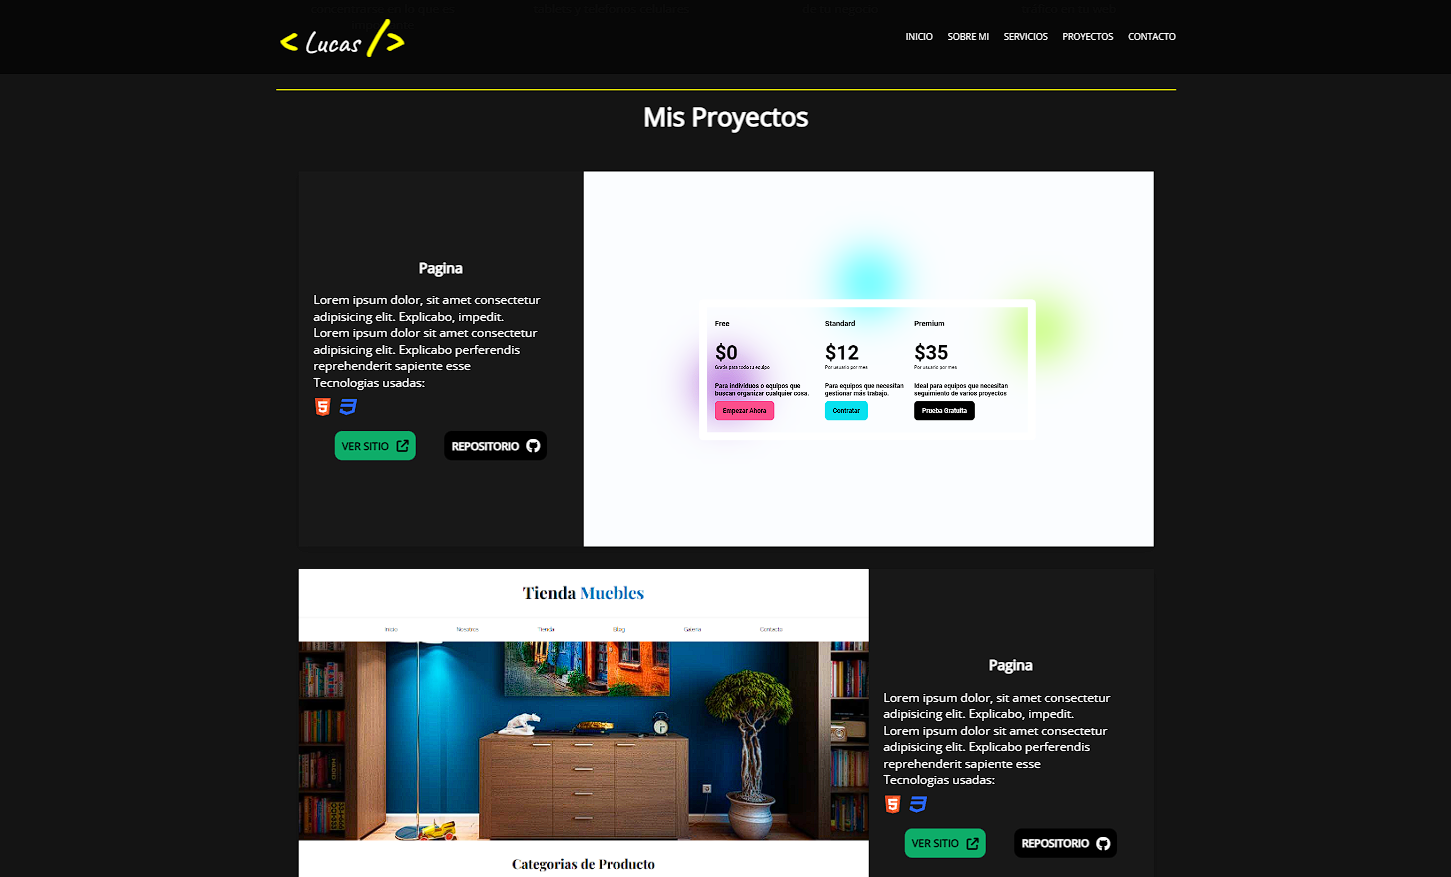 < Lucas />
INICIO SOBRE MI SERVICIOS PROYECTOS CONTACTO
Mis Proyectos
Pagina
Lorem ipsum dolor, sit amet consectetur
adipisicing elit. Explicabo, impedit.
Lorem ipsum dolor sit amet consectetur
adipisicing elit. Explicabo perferendis
reprehenderit sapiente esse
Tecnologias usadas:
VER SITIO REPOSITORIO
Free
$0
Gratis para todo tu equipo
Para individuos o equipos que
buscan organizar cualquier cosa.
Empezar Ahora
Standard
$12
Por usuario por mes
Para equipos que necesitan
gestionar más trabajo.
Contratar
Premium
$35
Por usuario por mes
Ideal para equipos que necesitan
seguimiento de varios proyectos
Prueba Gratuita
Tienda Muebles
Inicio Nosotros Tienda Blog Galeria Contacto
Categorias de Producto
Pagina
Lorem ipsum dolor, sit amet consectetur
adipisicing elit. Explicabo, impedit.
Lorem ipsum dolor sit amet consectetur
adipisicing elit. Explicabo perferendis
reprehenderit sapiente esse
Tecnologias usadas:
VER SITIO REPOSITORIO